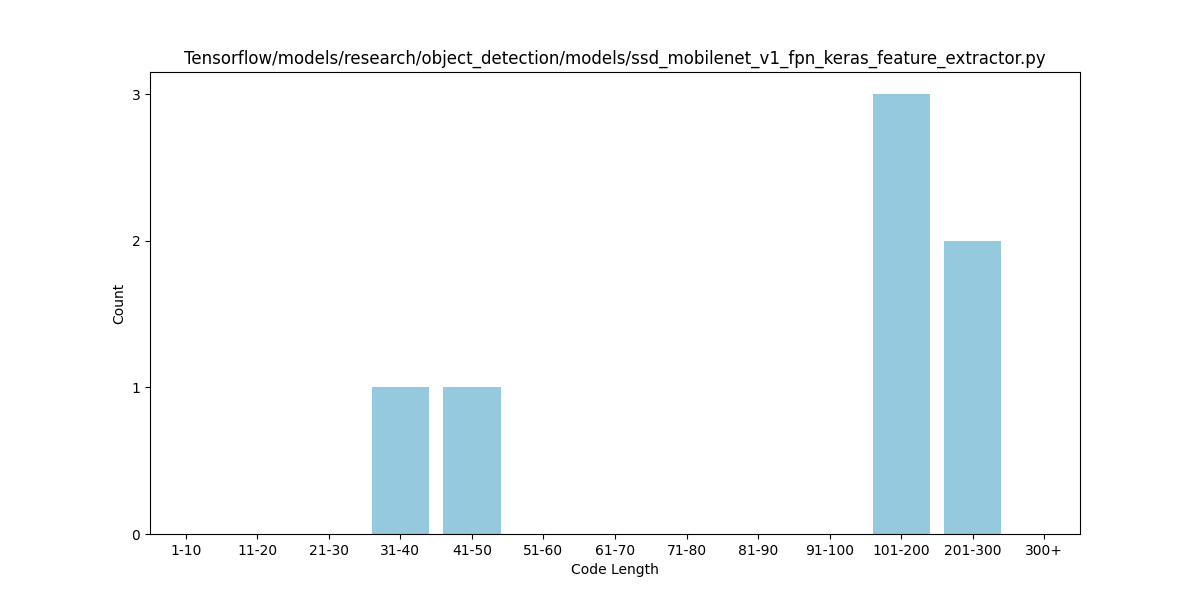 Tensorflow/models/research/object_detection/models/ssd_mobilenet_v1_fpn_keras_feature_extractor.py
3
2
1
0
Count
1-10 11-20 21-30 31-40 41-50 51-60 61-70 71-80 81-90 91-100 101-200 201-300 300+
Code Length